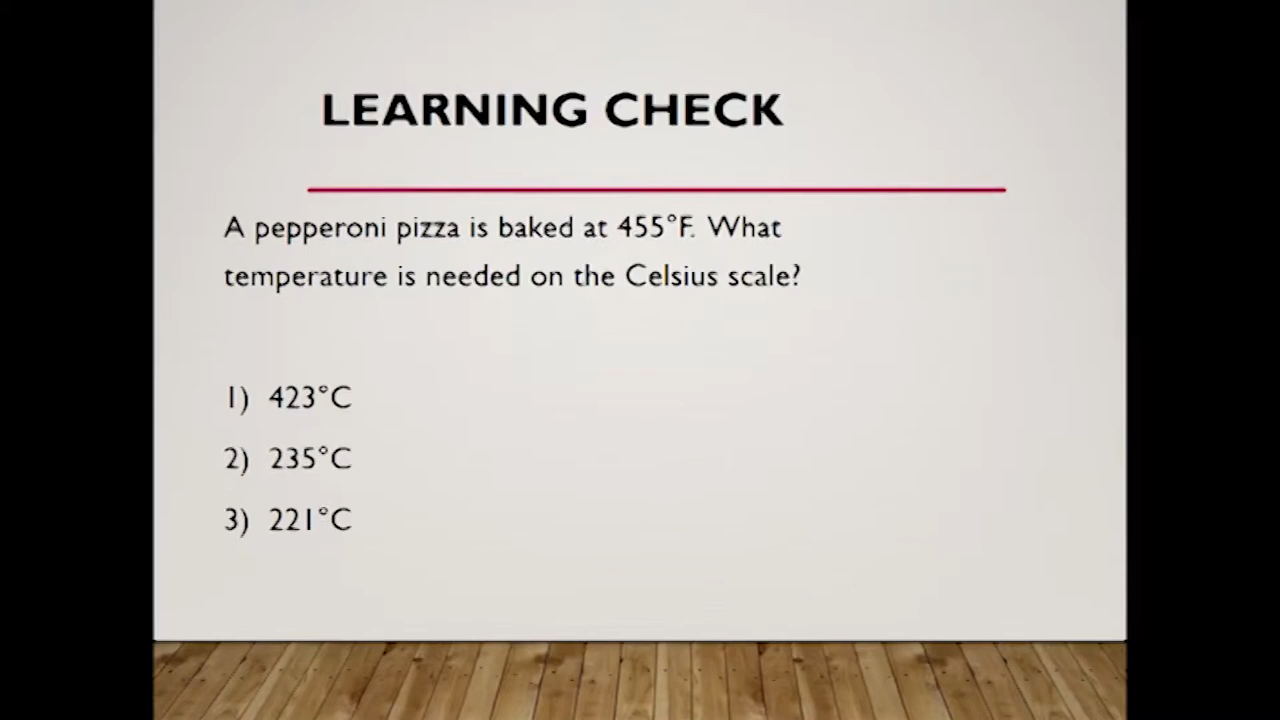 LEARNING CHECK
A pepperoni pizza is baked at 455°F. What
temperature is needed on the Celsius scale?
1) 423°C
2) 235°C
3) 221°C